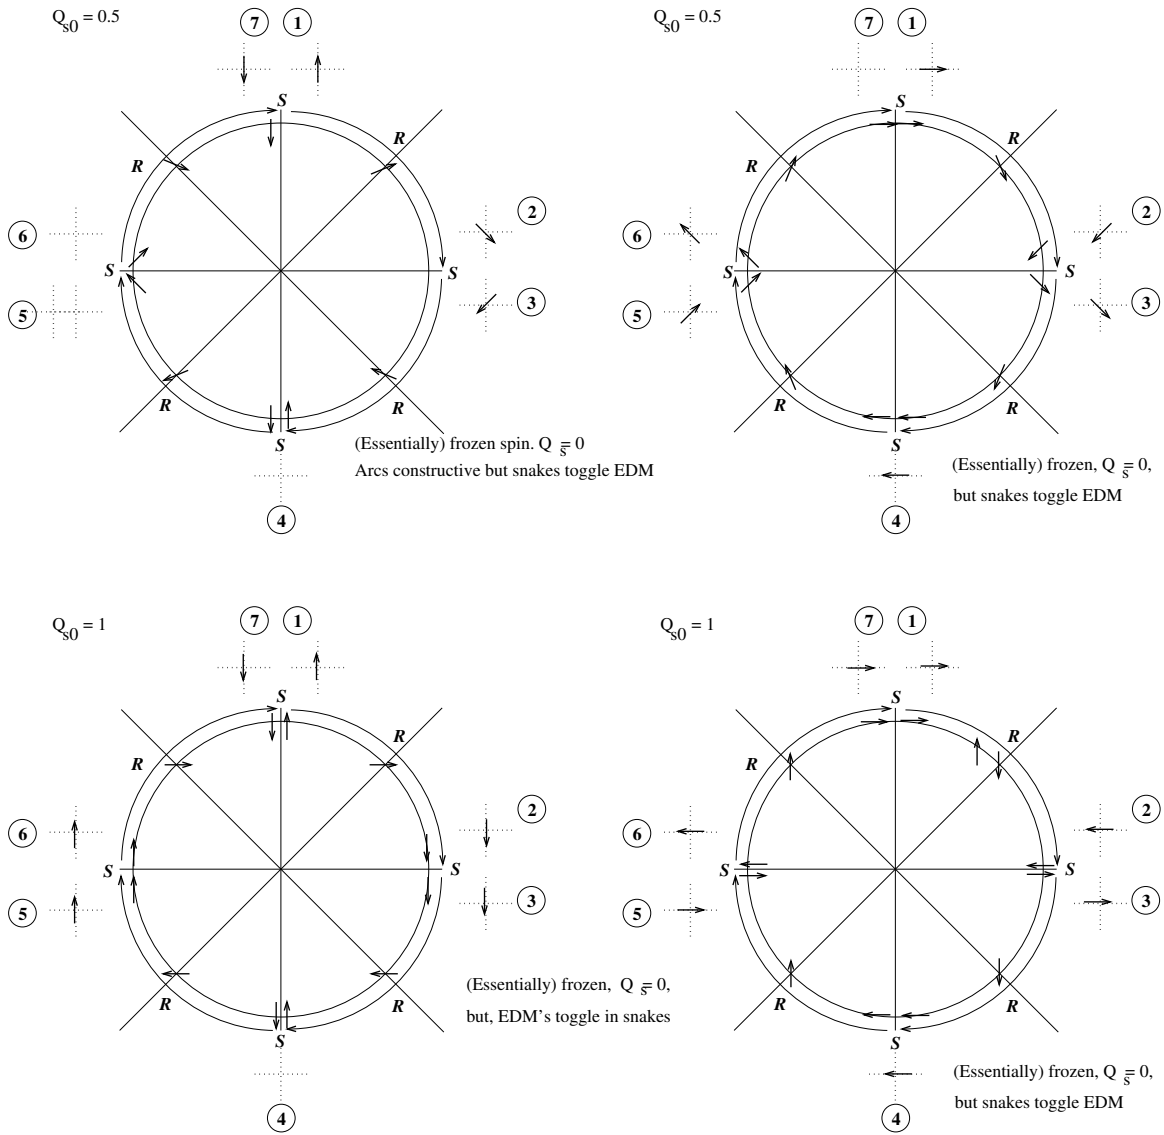 Q_s0 = 0.5
7 1
S
R R
6 2
S S
5 3
R R
S
(Essentially) frozen spin. Q_s = 0
Arcs constructive but snakes toggle EDM
4
Q_s0 = 0.5
7 1
S
R R
6 2
S S
5 3
R R
S
(Essentially) frozen, Q_s = 0,
but snakes toggle EDM
4
Q_s0 = 1
7 1
S
R R
6 2
S S
5 3
R R
(Essentially) frozen, Q_s = 0,
but, EDM's toggle in snakes
S
4
Q_s0 = 1
7 1
S
R R
6 2
S S
5 3
R R
S
(Essentially) frozen, Q_s = 0,
but snakes toggle EDM
4